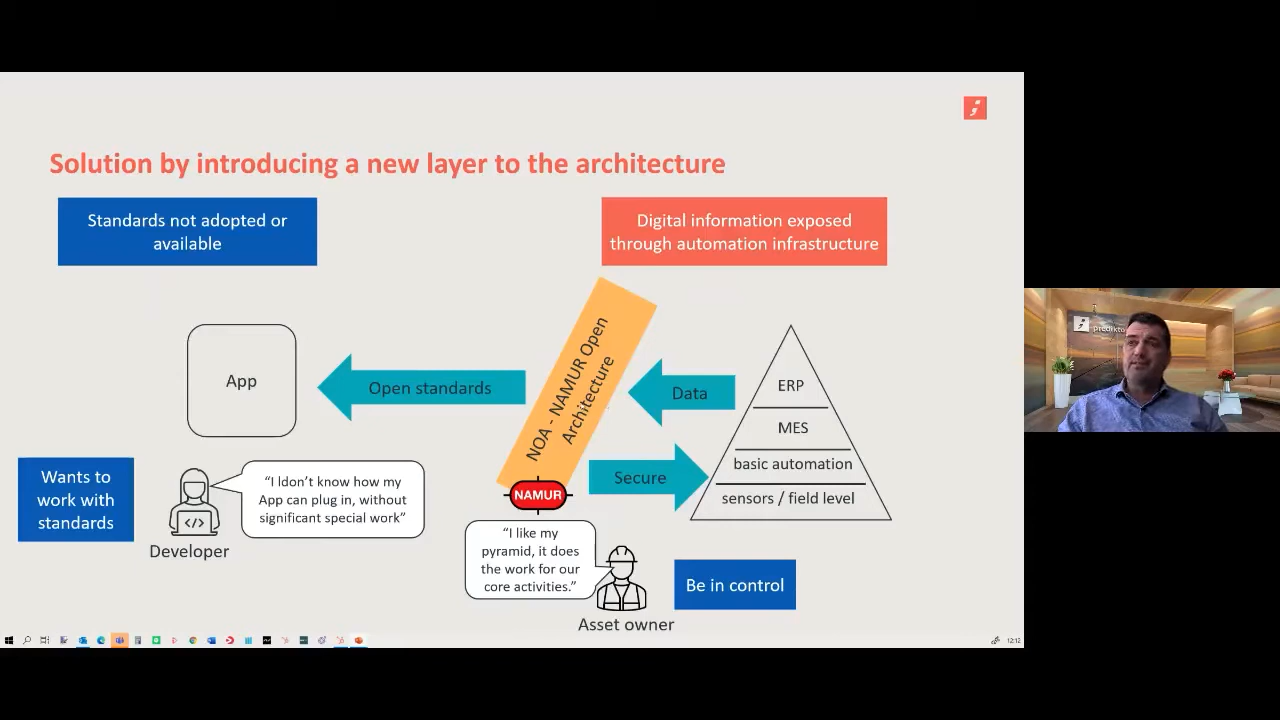 Solution by introducing a new layer to the architecture
Standards not adopted or
available
Digital information exposed
through automation infrastructure
App
Open standards
NOA - NAMUR Open
Architecture
Data
Secure
ERP
MES
basic automation
sensors / field level
NAMUR
Wants to
work with
standards
"I ldon't know how my
App can plug in, without
significant special work"
Developer
"I like my
pyramid, it does
the work for our
core activities."
Asset owner
Be in control
predikto
12:12